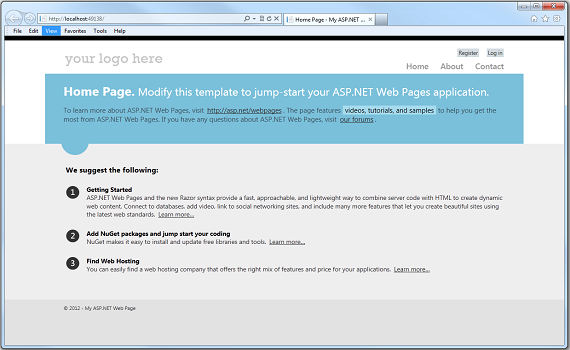 http://localhost:49138/
Home Page - My ASP.NET ...
File Edit View Favorites Tools Help
Register Log in
your logo here
Home About Contact
Home Page. Modify this template to jump-start your ASP.NET Web Pages application.
To learn more about ASP.NET Web Pages, visit http://asp.net/webpages . The page features videos, tutorials, and samples to help you get the
most from ASP.NET Web Pages. If you have any questions about ASP.NET Web Pages, visit our forums .
We suggest the following:
1 Getting Started
ASP.NET Web Pages and the new Razor syntax provide a fast, approachable, and lightweight way to combine server code with HTML to create dynamic
web content. Connect to databases, add video, link to social networking sites, and include many more features that let you create beautiful sites using
the latest web standards. Learn more...
2 Add NuGet packages and jump start your coding
NuGet makes it easy to install and update free libraries and tools. Learn more...
3 Find Web Hosting
You can easily find a web hosting company that offers the right mix of features and price for your applications. Learn more...
© 2012 - My ASP.NET Web Page